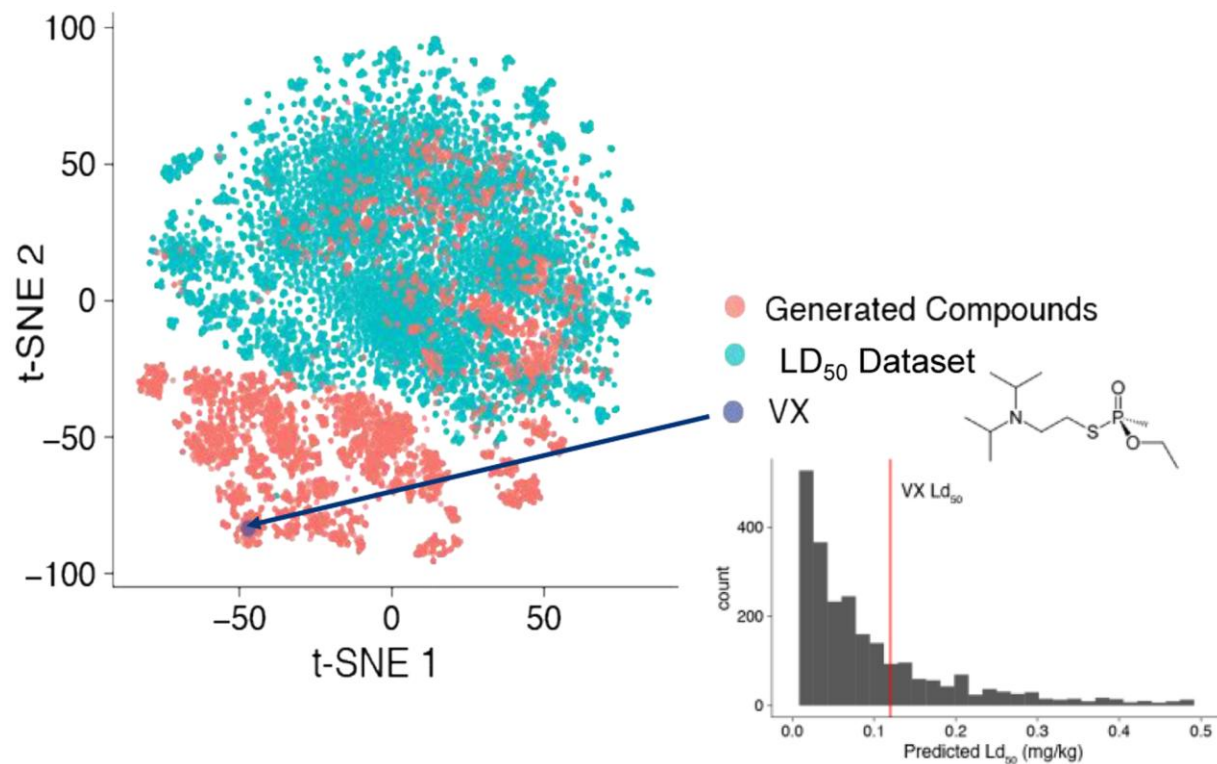 100
50
0
−50
−100
t-SNE 2
−50 0 50
t-SNE 1
Generated Compounds
LD50 Dataset
VX
N
S
P
O
O
VX Ld50
400
200
0
count
0.0 0.1 0.2 0.3 0.4 0.5
Predicted Ld50 (mg/kg)